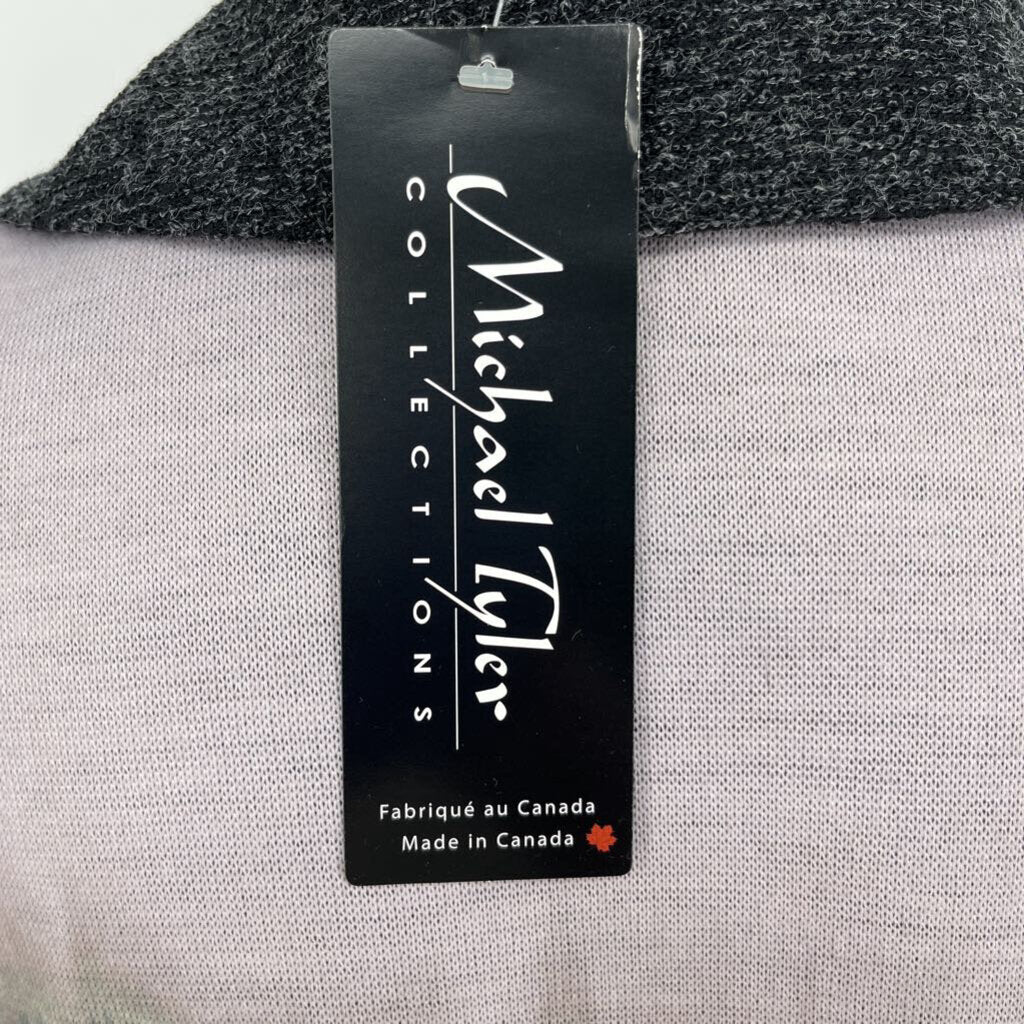 Michael Tyler
COLLECTIONS
Fabriqué au Canada
Made in Canada